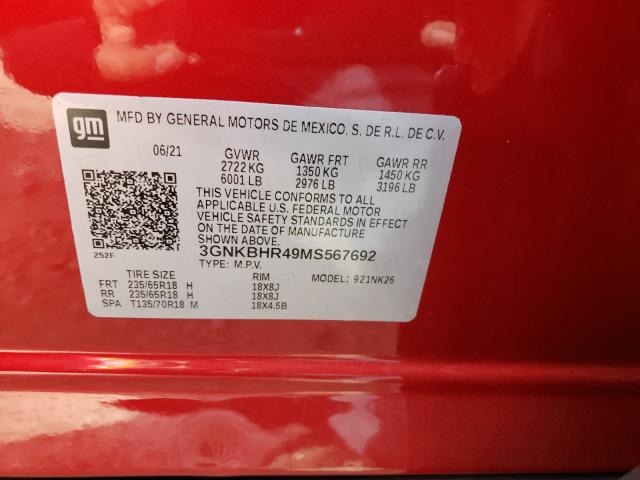 gm
MFD BY GENERAL MOTORS DE MEXICO, S. DE R.L. DE C.V.
06/21 GVWR GAWR FRT GAWR RR
2722 KG 1350 KG 1450 KG
6001 LB 2976 LB 3196 LB
THIS VEHICLE CONFORMS TO ALL
APPLICABLE U.S. FEDERAL MOTOR
VEHICLE SAFETY STANDARDS IN EFFECT
ON THE DATE OF MANUFACTURE
SHOWN ABOVE.
252F 3GNKBHR49MS567692
TYPE: M.P.V. MODEL: 921NK26
TIRE SIZE RIM
FRT 235/65R18 H 18X8J
RR 235/65R18 H 18X8J
SPA T135/70R18 M 18X4.5B